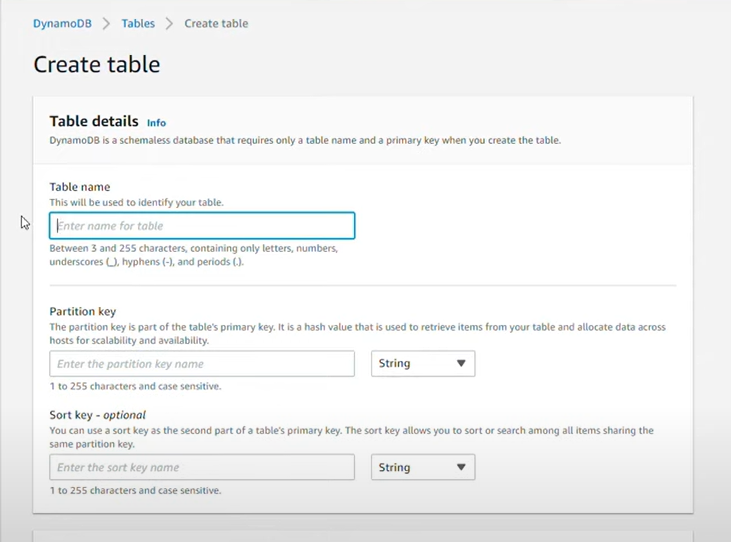 DynamoDB > Tables > Create table
Create table
Table details Info
DynamoDB is a schemaless database that requires only a table name and a primary key when you create the table.
Table name
This will be used to identify your table.
Enter name for table
Between 3 and 255 characters, containing only letters, numbers,
underscores (_), hyphens (-), and periods (.).
Partition key
The partition key is part of the table's primary key. It is a hash value that is used to retrieve items from your table and allocate data across
hosts for scalability and availability.
Enter the partition key name String
1 to 255 characters and case sensitive.
Sort key - optional
You can use a sort key as the second part of a table's primary key. The sort key allows you to sort or search among all items sharing the
same partition key.
Enter the sort key name String
1 to 255 characters and case sensitive.